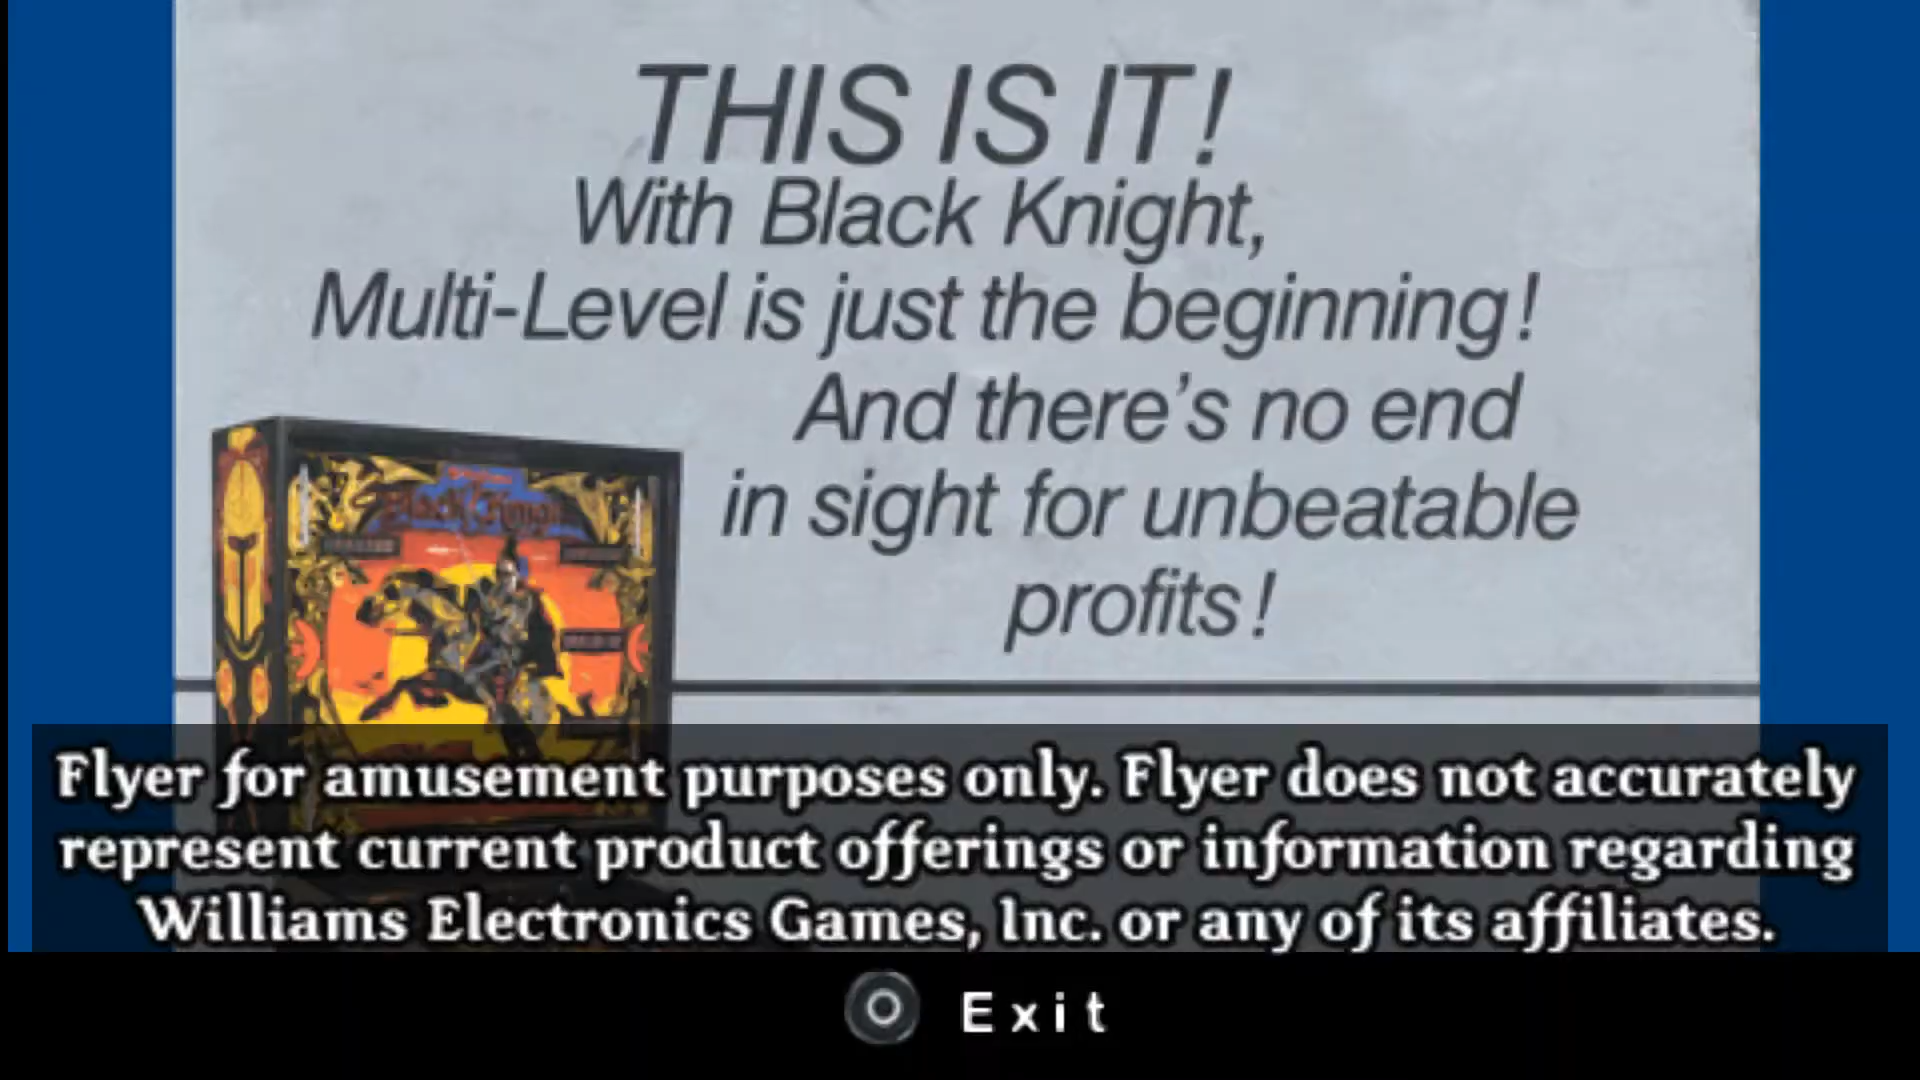 THIS IS IT!
With Black Knight,
Multi-Level is just the beginning!
And there's no end
in sight for unbeatable
profits!
Black Knight
Flyer for amusement purposes only. Flyer does not accurately
represent current product offerings or information regarding
Williams Electronics Games, Inc. or any of its affiliates.
Exit